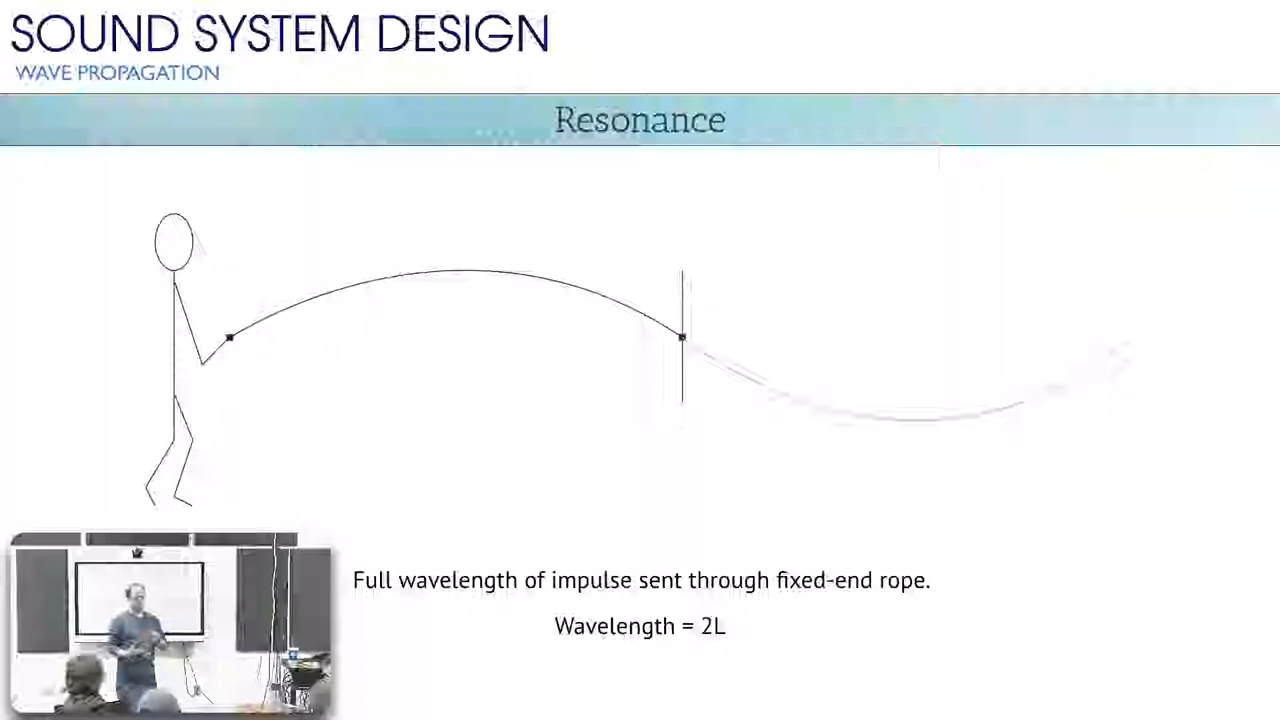 SOUND SYSTEM DESIGN
WAVE PROPAGATION
Resonance
Full wavelength of impulse sent through fixed-end rope.
Wavelength = 2L